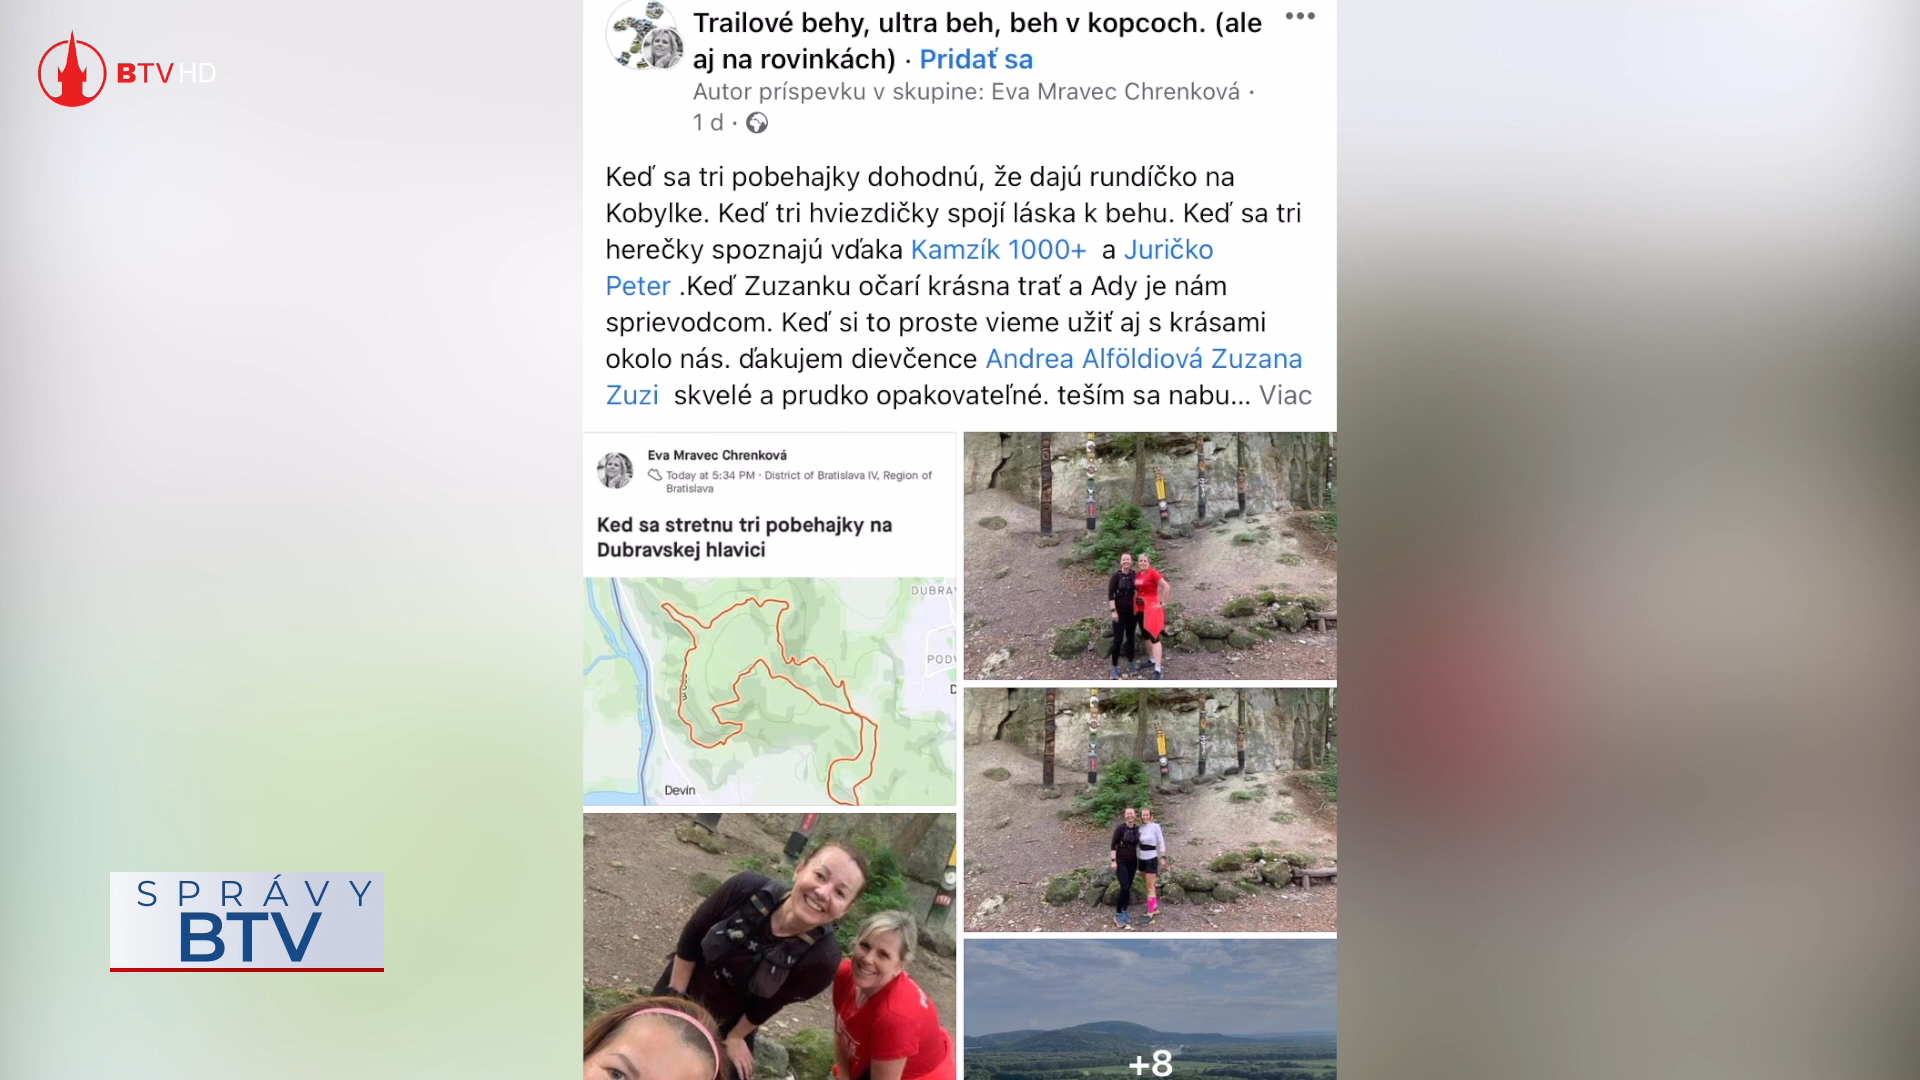 BTV HD
Trailové behy, ultra beh, beh v kopcoch. (ale
aj na rovinkách) · Pridať sa
Autor príspevku v skupine: Eva Mravec Chrenková ·
1 d ·
Keď sa tri pobehajky dohodnú, že dajú rundíčko na
Kobylke. Keď tri hviezdičky spojí láska k behu. Keď sa tri
herečky spoznajú vďaka Kamzík 1000+ a Juričko
Peter .Keď Zuzanku očarí krásna trať a Ady je nám
sprievodcom. Keď si to proste vieme užiť aj s krásami
okolo nás. ďakujem dievčence Andrea Alföldiová Zuzana
Zuzi skvelé a prudko opakovateľné. teším sa nabu... Viac
Eva Mravec Chrenková
Today at 5:34 PM · District of Bratislava IV, Region of
Bratislava
Ked sa stretnu tri pobehajky na
Dubravskej hlavici
DUBRAV
PODV
D
Devín
+8
SPRÁVY
BTV